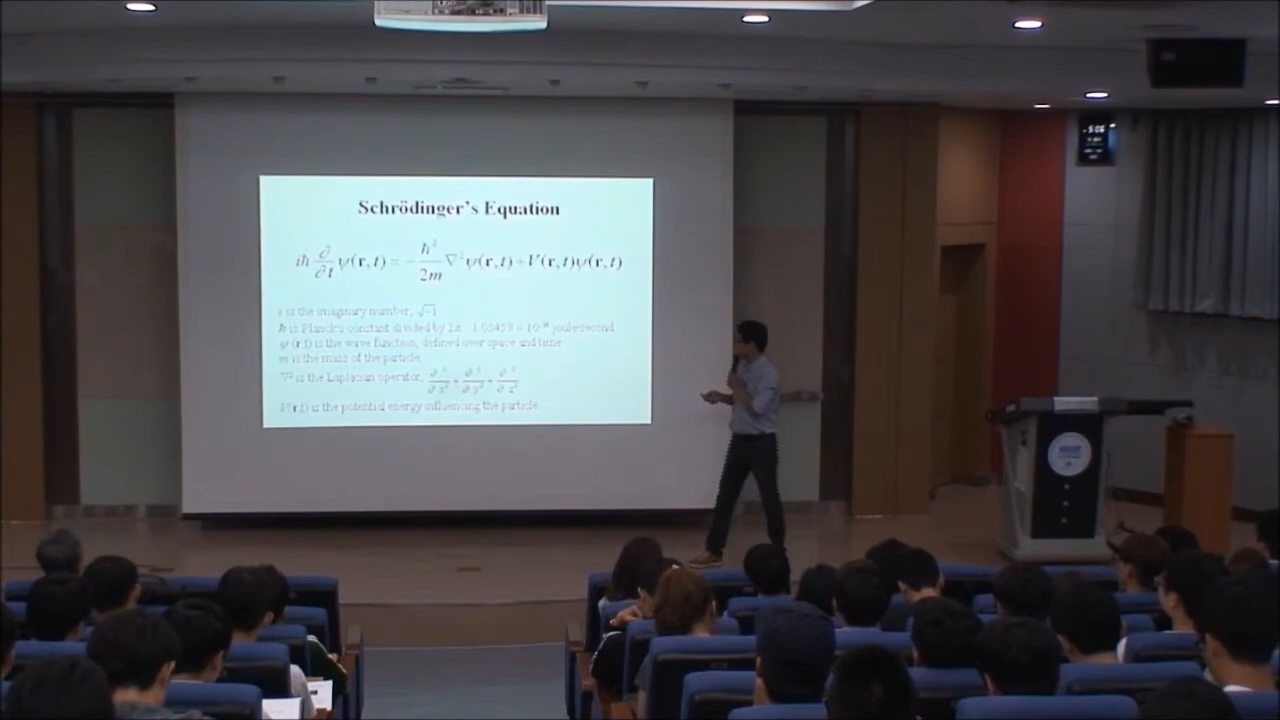 Schrödinger's Equation
iħ ∂/∂t ψ(r,t) = - ħ²/2m ∇²ψ(r,t) + V(r,t)ψ(r,t)
i is the imaginary number, √-1
ħ is Planck's constant divided by 2π 1.05459 × 10⁻³⁴ joule-second
ψ(r,t) is the wave function, defined over space and time
m is the mass of the particle
∇² is the Laplacian operator, ∂²/∂x² + ∂²/∂y² + ∂²/∂z²
V(r,t) is the potential energy influencing the particle
5:06